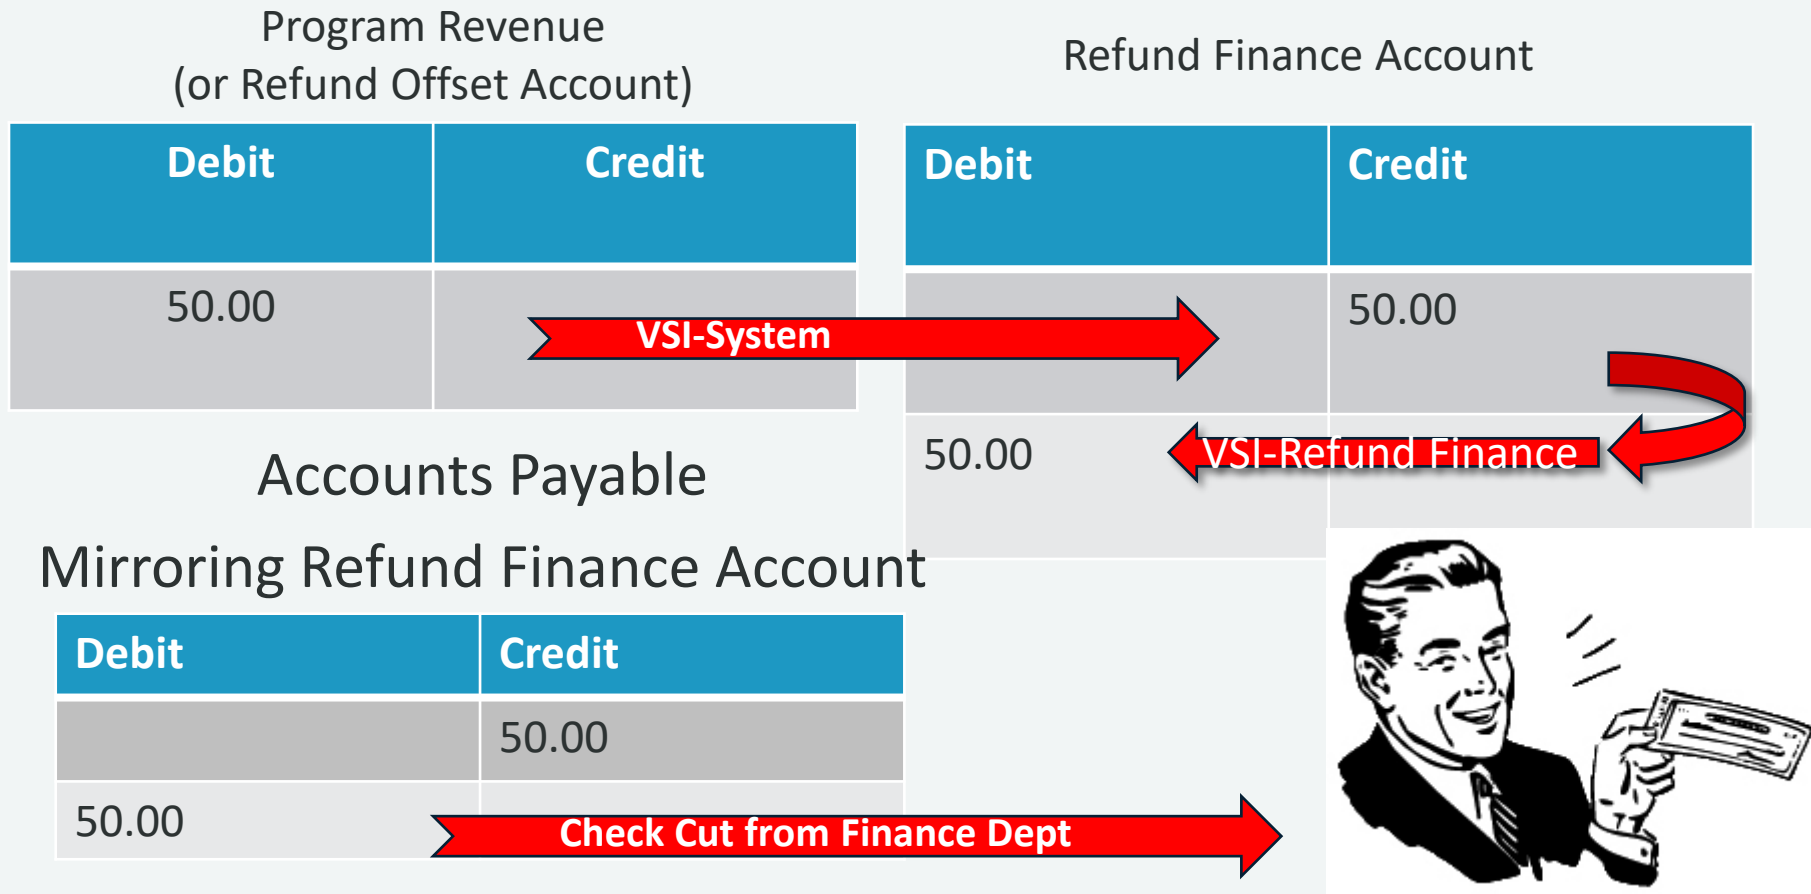 Program Revenue
(or Refund Offset Account)
Debit
Credit
50.00
VSI-System
Refund Finance Account
Debit
Credit
50.00
50.00
VSI-Refund Finance
Accounts Payable
Mirroring Refund Finance Account
Debit
Credit
50.00
50.00
Check Cut from Finance Dept